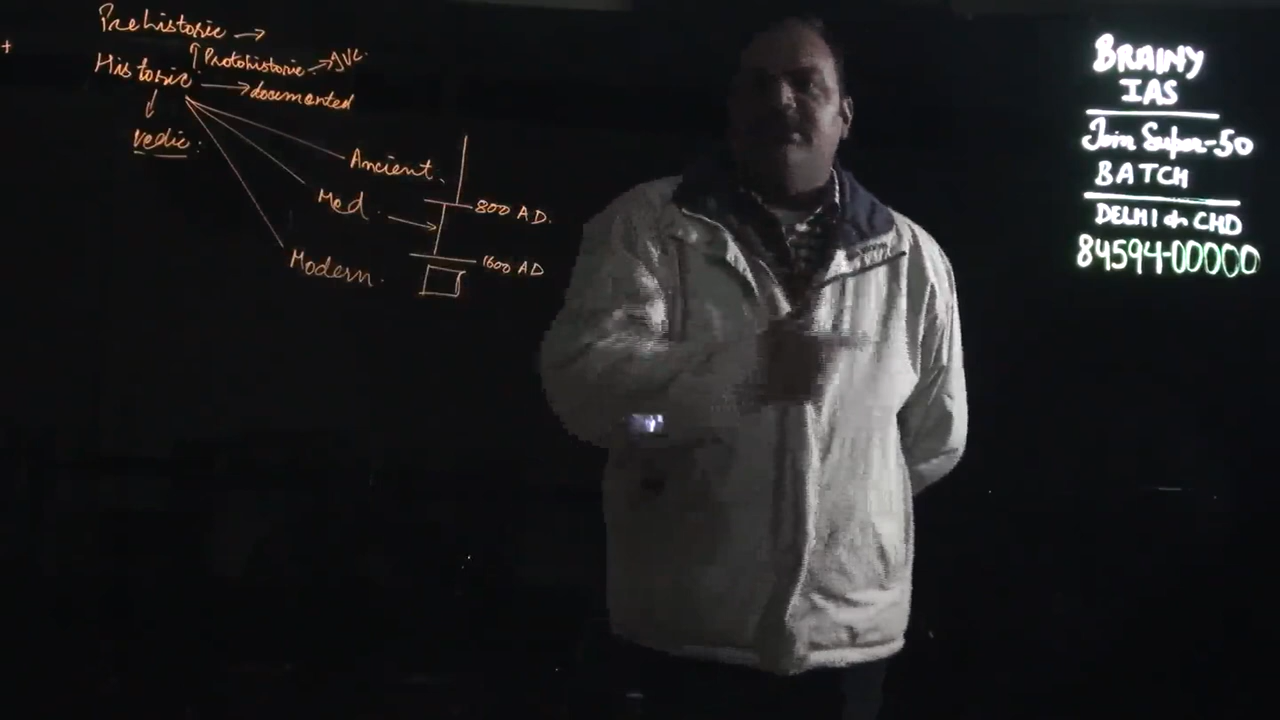 Prehistoric →
↑ Protohistoric. → IVC.
Historic. → documented
↓
Vedic.
Ancient.
Med.
800 AD.
Modern.
1600 AD
BRAINY
IAS
Join Super-50
BATCH
DELHI & CHD
84594-00000